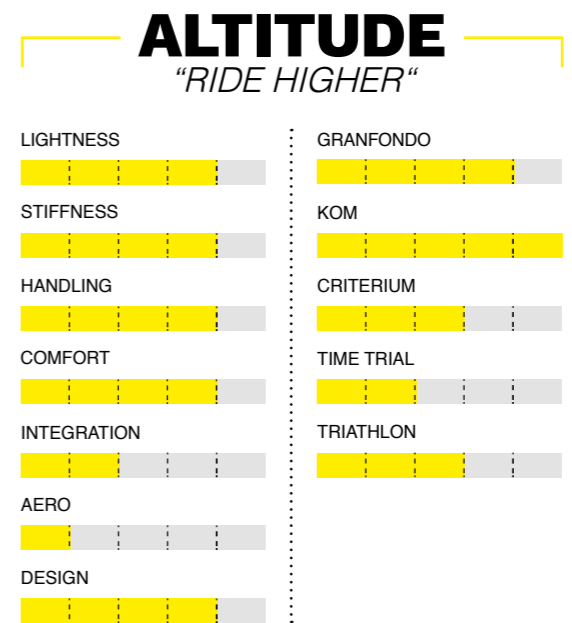 ALTITUDE
“RIDE HIGHER“
LIGHTNESS
STIFFNESS
HANDLING
COMFORT
INTEGRATION
AERO
DESIGN
GRANFONDO
KOM
CRITERIUM
TIME TRIAL
TRIATHLON